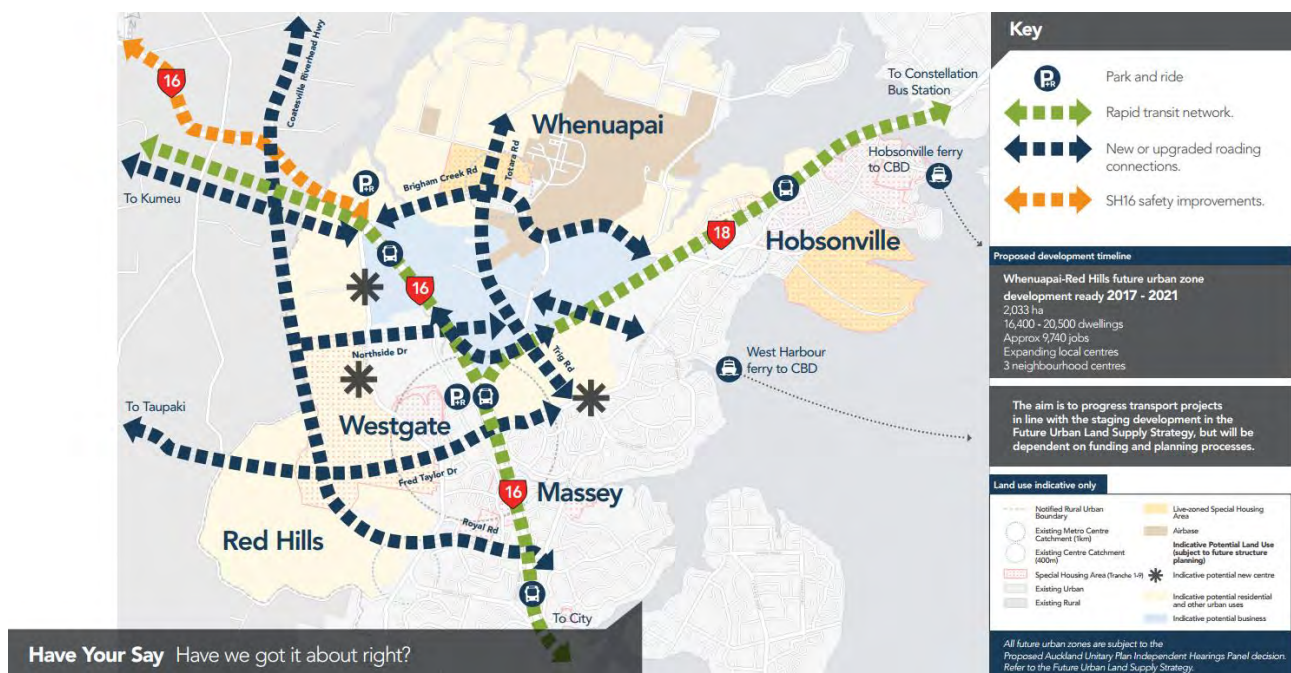 Coatesville Riverhead Hwy
16
To Kumeu
P+R
Brigham Creek Rd
Totara Rd
Whenuapai
To Constellation
Bus Station
Hobsonville ferry
to CBD
18
Hobsonville
16
Northside Dr
Trig Rd
West Harbour
ferry to CBD
To Taupaki
Westgate
P+R
Fred Taylor Dr
16
Massey
Royal Rd
Red Hills
To City
Have Your Say Have we got it about right?
Key
P+R
Park and ride
Rapid transit network.
New or upgraded roading
connections.
SH16 safety improvements.
Proposed development timeline
Whenuapai-Red Hills future urban zone
development ready 2017 - 2021
2,033 ha
16,400 - 20,500 dwellings
Approx 9,740 jobs
Expanding local centres
3 neighbourhood centres
The aim is to progress transport projects
in line with the staging development in the
Future Urban Land Supply Strategy, but will be
dependent on funding and planning processes.
Land use indicative only
Notified Rural Urban
Boundary
Existing Metro Centre
Catchment (1km)
Existing Centre Catchment
(400m)
Special Housing Area (Tranche 1-9)
Existing Urban
Existing Rural
Live-zoned Special Housing
Area
Airbase
Indicative Potential Land Use
(subject to future structure
planning)
Indicative potential new centre
Indicative potential residential
and other urban uses
Indicative potential business
All future urban zones are subject to the
Proposed Auckland Unitary Plan Independent Hearings Panel decision.
Refer to the Future Urban Land Supply Strategy.